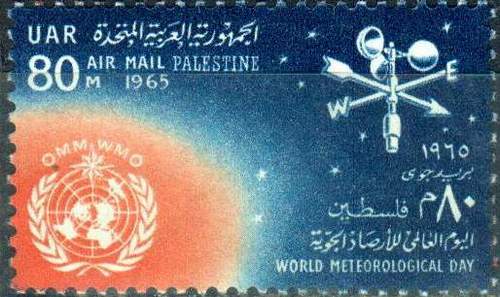 UAR الجمهورية العربية المتحدة
80 M AIR MAIL PALESTINE
1965
W E
OMM WMO
١٩٦٥
بريد جوى
٨٠ م فلسطين
اليوم العالمى للأرصاد الجوية
WORLD METEOROLOGICAL DAY